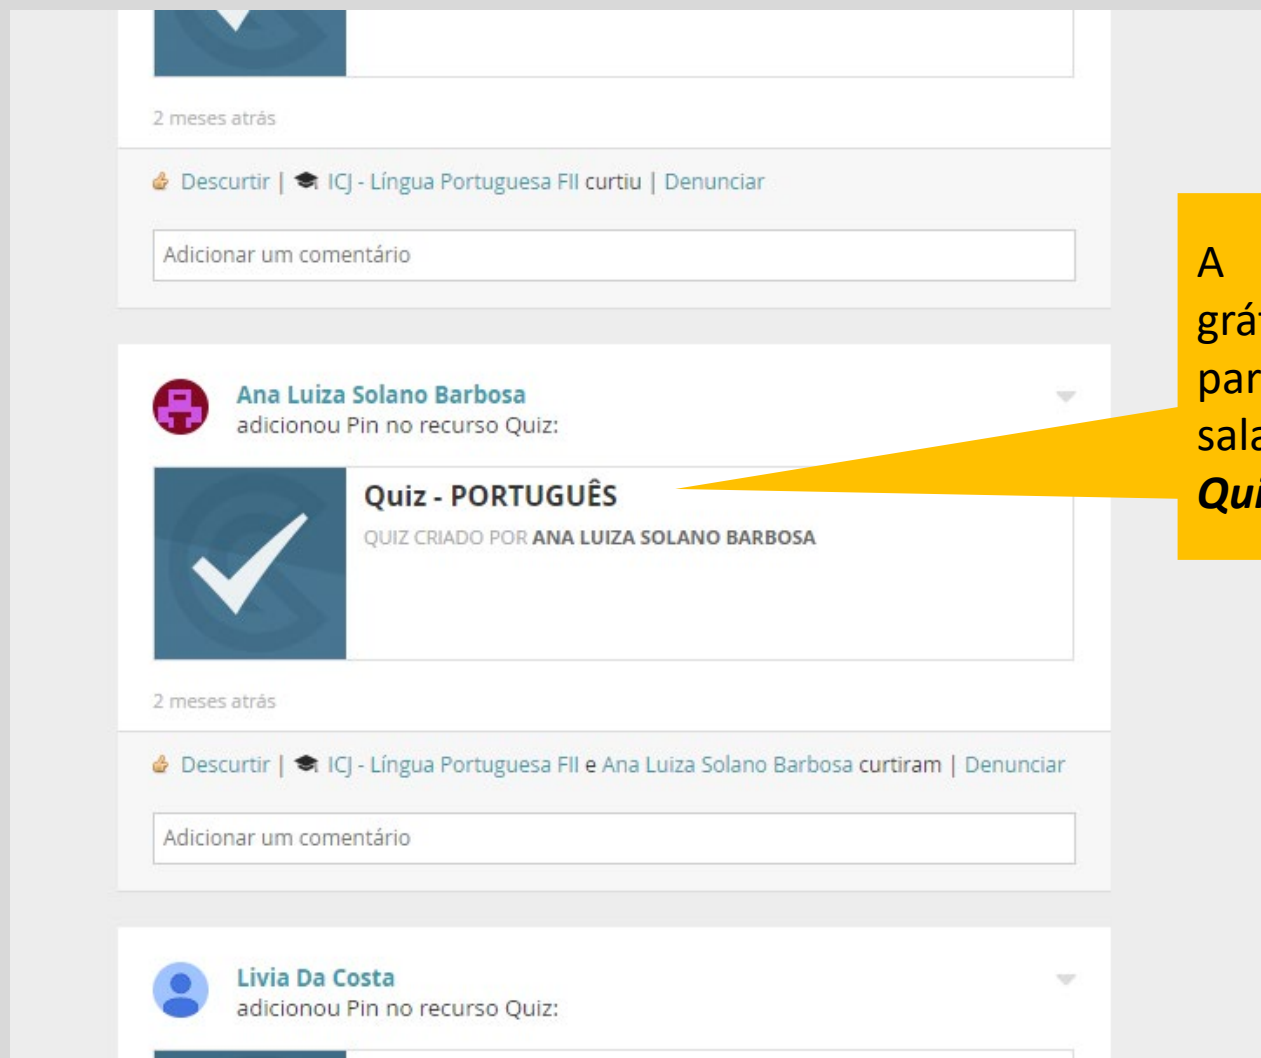 2 meses atrás
Descurtir | ICJ - Língua Portuguesa FII curtiu | Denunciar
Adicionar um comentário
Ana Luiza Solano Barbosa
adicionou Pin no recurso Quiz:
Quiz - PORTUGUÊS
QUIZ CRIADO POR ANA LUIZA SOLANO BARBOSA
2 meses atrás
Descurtir | ICJ - Língua Portuguesa FII e Ana Luiza Solano Barbosa curtiram | Denunciar
Adicionar um comentário
Livia Da Costa
adicionou Pin no recurso Quiz:
A